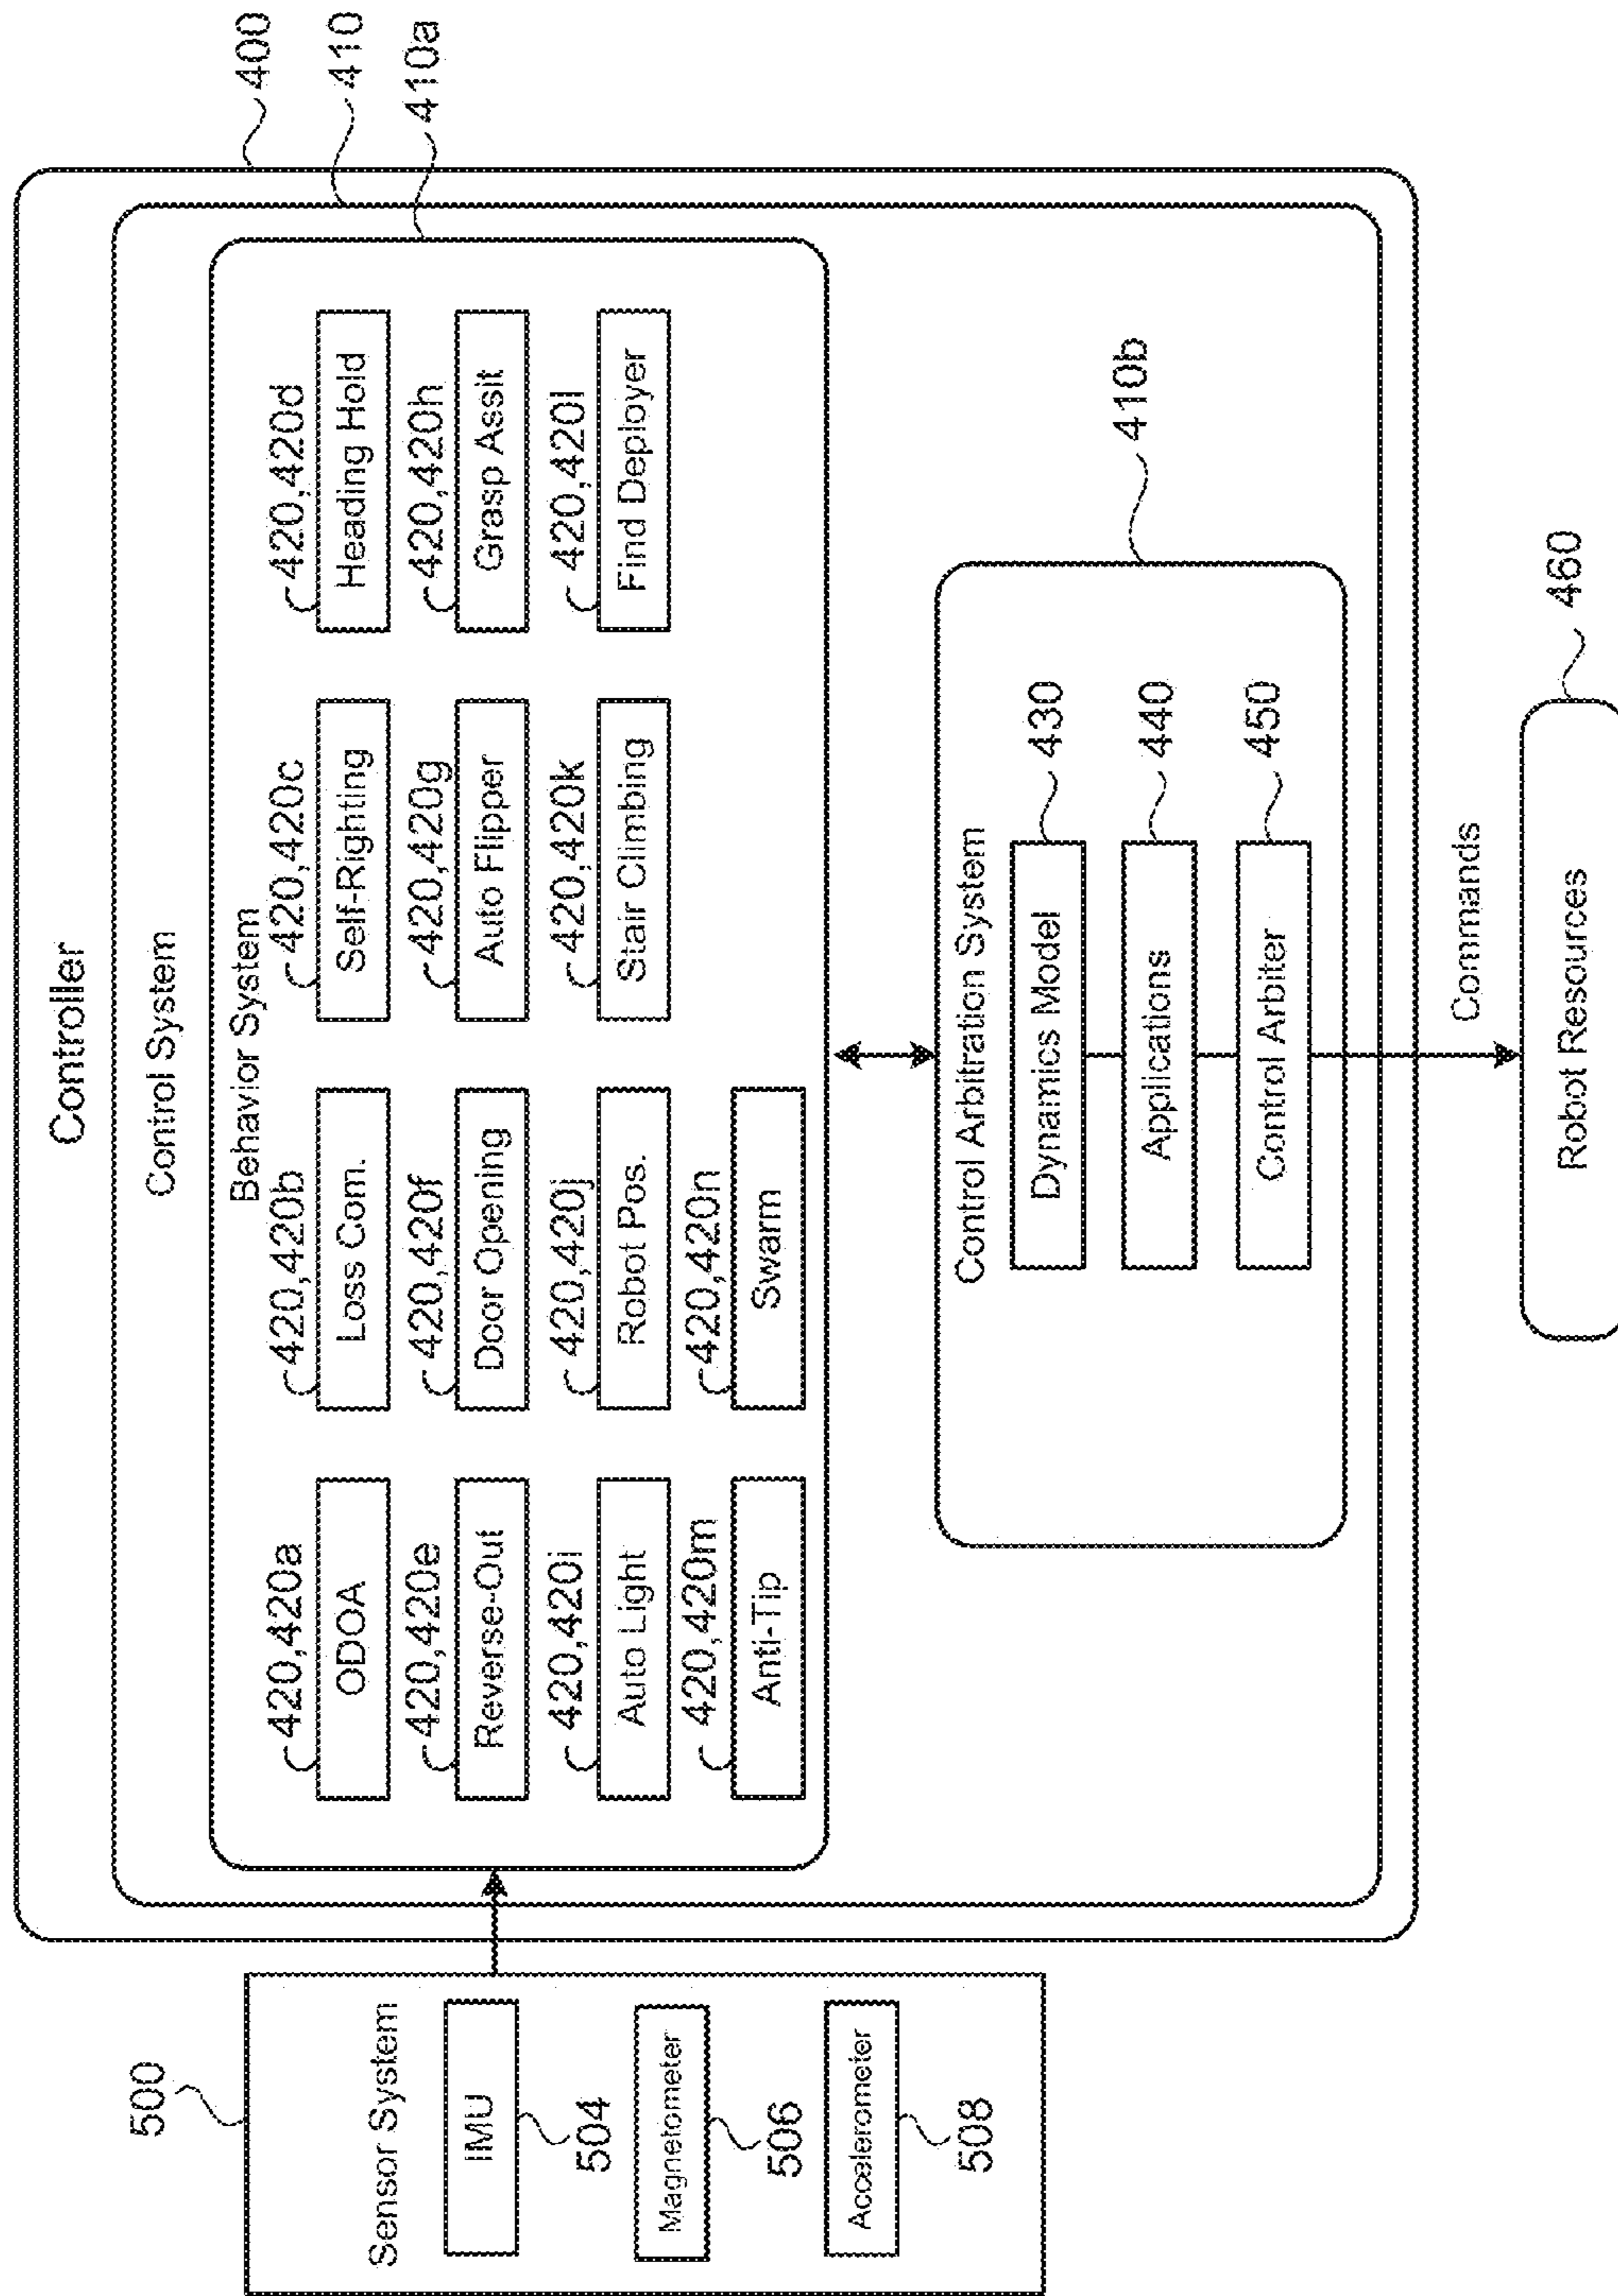 Controller
400
Control System
410
Behavior System
410a
420,420a
ODOA
420,420b
Loss Com.
420,420c
Self-Righting
420,420d
Heading Hold
420,420e
Reverse-Out
420,420f
Door Opening
420,420g
Auto Flipper
420,420h
Grasp Assit
420,420i
Auto Light
420,420j
Robot Pos.
420,420k
Stair Climbing
420,420l
Find Deployer
420,420m
Anti-Tip
420,420n
Swarm
500
Sensor System
IMU
504
Magnetometer
506
Accelerometer
508
410b
Control Arbitration System
Dynamics Model
430
Applications
440
Control Arbiter
450
Commands
Robot Resources
460